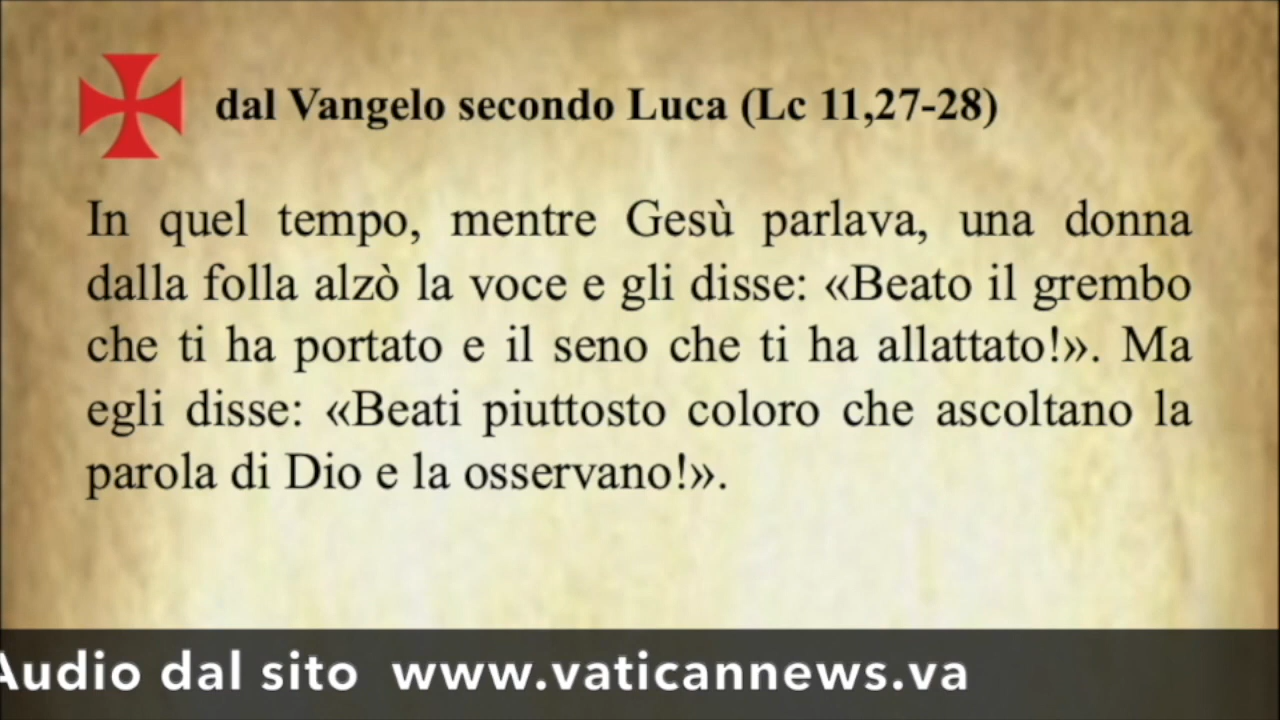 dal Vangelo secondo Luca (Lc 11,27-28)
In quel tempo, mentre Gesù parlava, una donna
dalla folla alzò la voce e gli disse: «Beato il grembo
che ti ha portato e il seno che ti ha allattato!». Ma
egli disse: «Beati piuttosto coloro che ascoltano la
parola di Dio e la osservano!».
Audio dal sito www.vaticannews.va